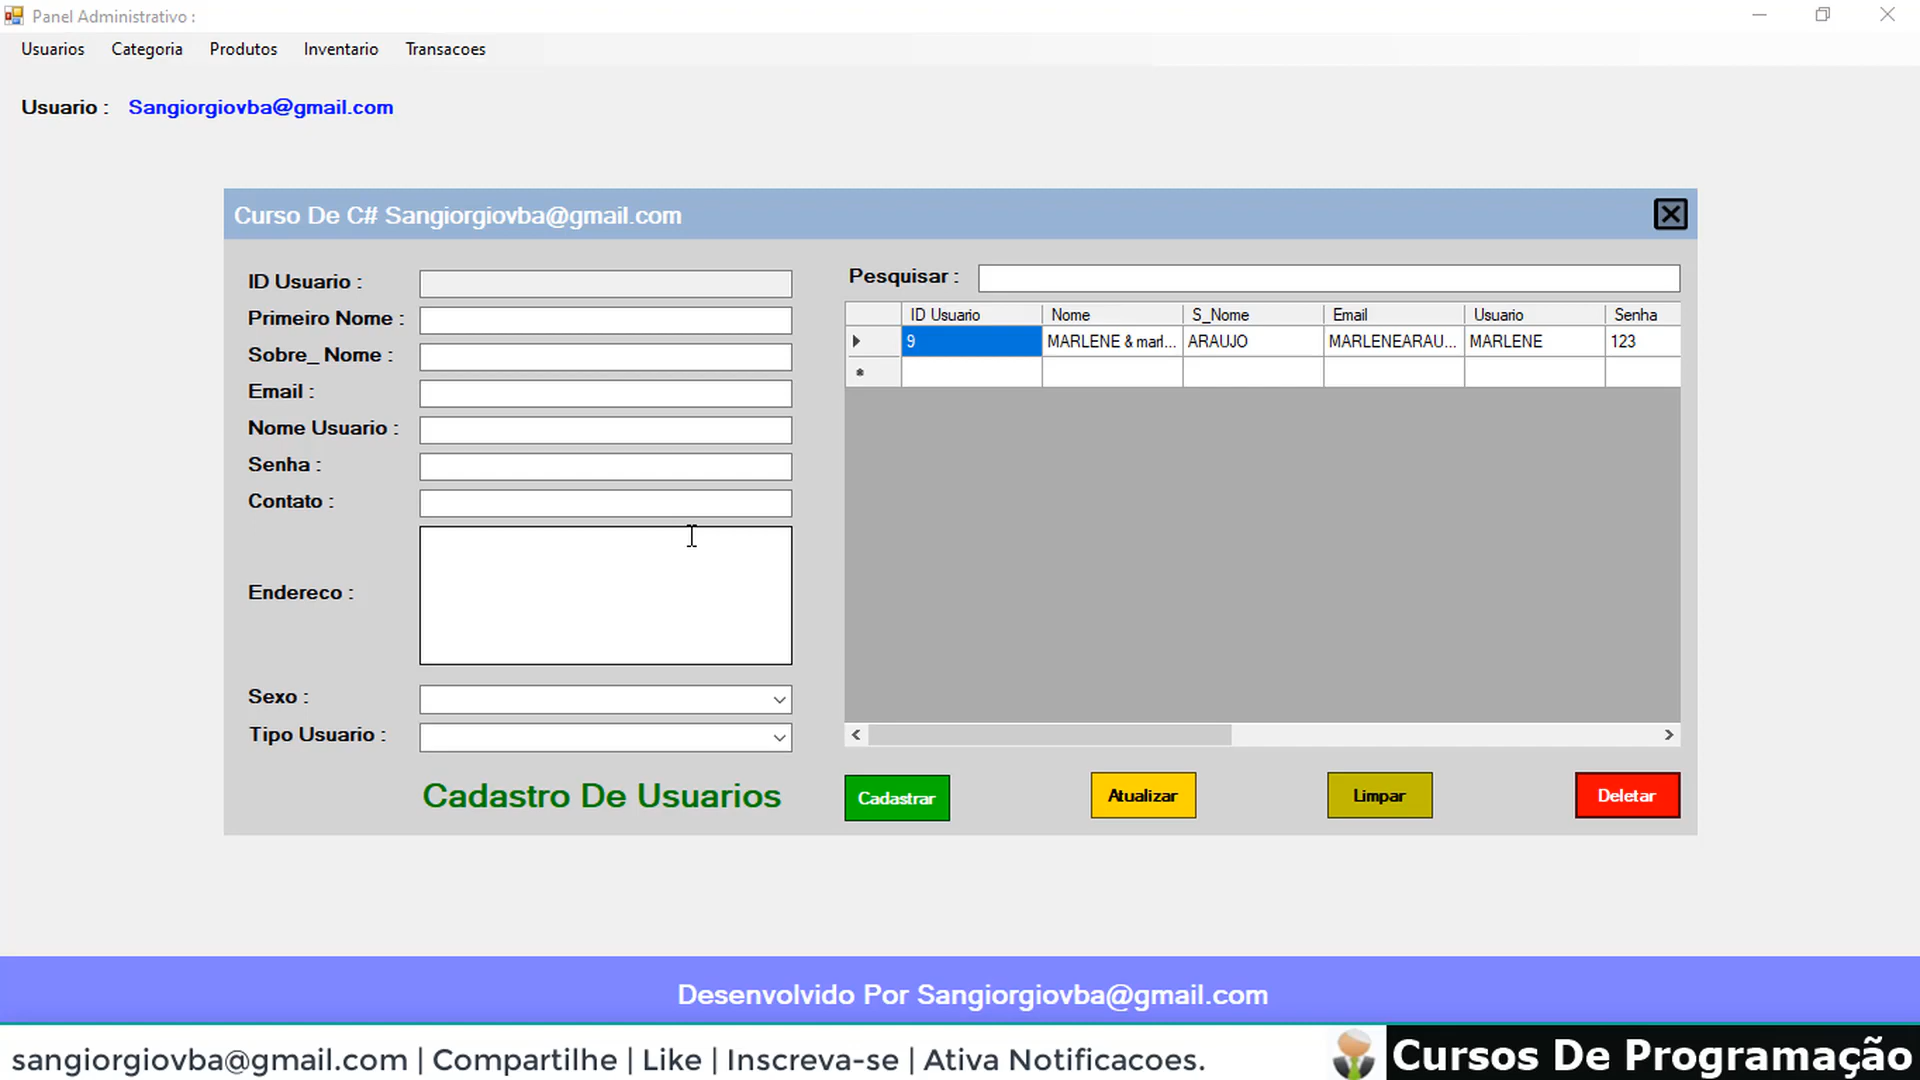 Panel Administrativo :
Usuarios Categoria Produtos Inventario Transacoes
Usuario : Sangiorgiovba@gmail.com
Curso De C# Sangiorgiovba@gmail.com
ID Usuario :
Primeiro Nome :
Sobre_ Nome :
Email :
Nome Usuario :
Senha :
Contato :
Endereco :
Sexo :
Tipo Usuario :
Cadastro De Usuarios
Pesquisar :
ID Usuario Nome S_Nome Email Usuario Senha
9 MARLENE & marl... ARAUJO MARLENEARAU... MARLENE 123
Cadastrar Atualizar Limpar Deletar
Desenvolvido Por Sangiorgiovba@gmail.com
sangiorgiovba@gmail.com | Compartilhe | Like | Inscreva-se | Ativa Notificacoes.
Cursos De Programação